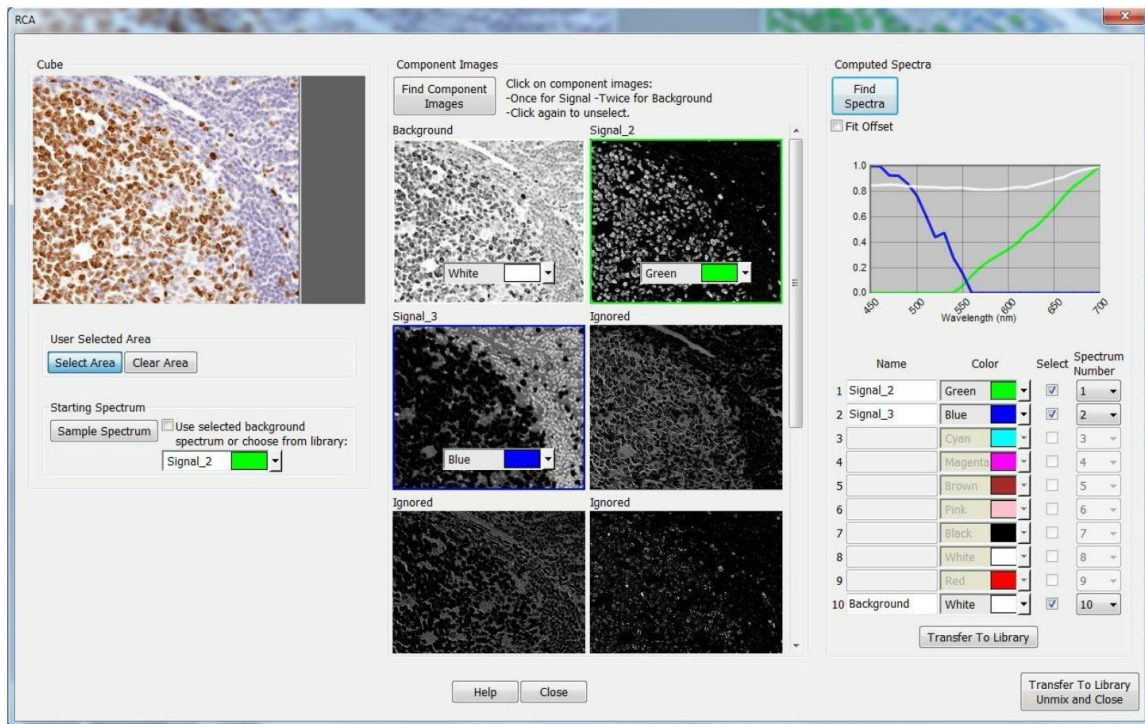 RCA
Cube
User Selected Area
Select Area
Clear Area
Starting Spectrum
Sample Spectrum
Use selected background
spectrum or choose from library:
Signal_2
Component Images
Find Component
Images
Click on component images:
-Once for Signal -Twice for Background
-Click again to unselect.
Background
Signal_2
White
Green
Signal_3
Ignored
Blue
Ignored
Ignored
Help
Close
Computed Spectra
Find
Spectra
Fit Offset
1.0
0.8
0.6
0.4
0.2
0.0
450
500
550
600
650
700
Wavelength (nm)
Name Color Select Spectrum
Number
1 Signal_2 Green 1
2 Signal_3 Blue 2
3 Cyan 3
4 Magenta 4
5 Brown 5
6 Pink 6
7 Black 7
8 White 8
9 Red 9
10 Background White 10
Transfer To Library
Transfer To Library
Unmix and Close